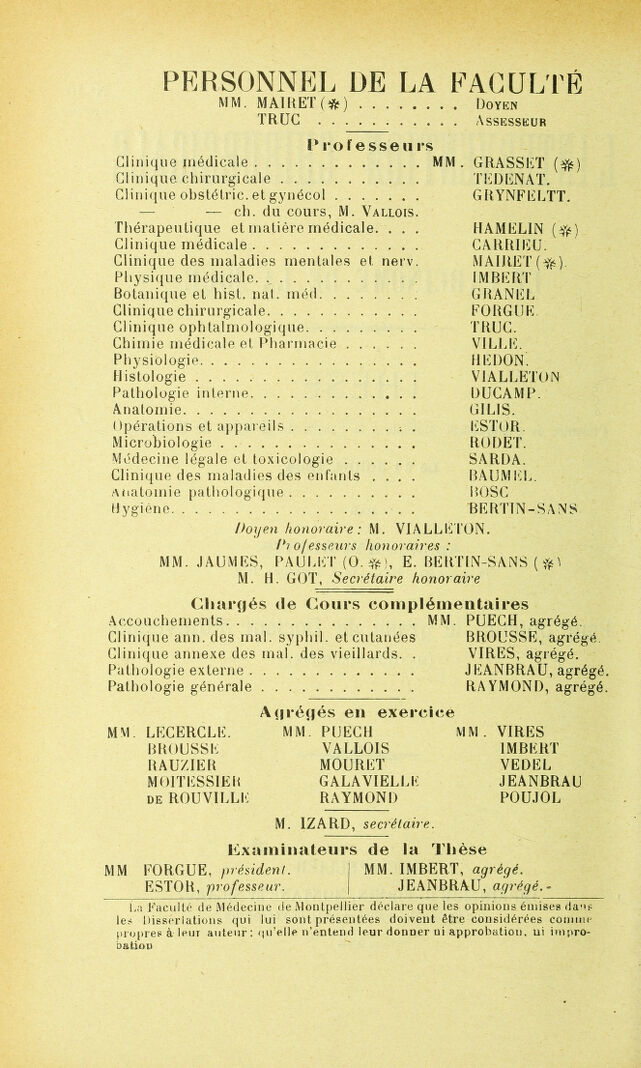 PERSONNEL DE LA FACULTÉ
MM. MAIRET (✻) . . . . . . . . DOYEN
TRUC . . . . . . . . . . . ASSESSEUR
Professeurs
Clinique médicale . . . . . . . . . . . . . MM. GRASSET (✻)
Clinique chirurgicale . . . . . . . . . . . TEDENAT.
Clinique obstétric. et gynécol . . . . . . . GRYNFELTT.
— — ch. du cours, M. VALLOIS.
Thérapeutique et matière médicale. . . . HAMELIN (✻)
Clinique médicale . . . . . . . . . . . . . CARRIEU.
Clinique des maladies mentales et nerv. MAIRET (✻).
Physique médicale. . . . . . . . . . . . . IMBERT
Botanique et hist. nat. méd. . . . . . . . GRANEL
Clinique chirurgicale. . . . . . . . . . . . FORGUE
Clinique ophtalmologique. . . . . . . . . TRUC.
Chimie médicale et Pharmacie . . . . . . VILLE.
Physiologie. . . . . . . . . . . . . . . . . HEDON.
Histologie . . . . . . . . . . . . . . . . . VIALLETON
Pathologie interne. . . . . . . . . . . . . DUCAMP.
Anatomie. . . . . . . . . . . . . . . . . . GILIS.
Opérations et appareils . . . . . . . . . . ESTOR.
Microbiologie . . . . . . . . . . . . . . . RODET.
Médecine légale et toxicologie . . . . . . SARDA.
Clinique des maladies des enfants . . . . BAUMEL.
Anatomie pathologique . . . . . . . . . . BOSC
Hygiène. . . . . . . . . . . . . . . . . . . BERTIN-SANS
Doyen honoraire : M. VIALLETON.
Professeurs honoraires :
MM. JAUMES, PAULET (O. ✻), E. BERTIN-SANS (✻)
M. H. GOT, Secrétaire honoraire
Chargés de Cours complémentaires
Accouchements. . . . . . . . . . . . . . . MM. PUECH, agrégé.
Clinique ann. des mal. syphil. et cutanées BROUSSE, agrégé.
Clinique annexe des mal. des vieillards. . VIRES, agrégé.
Pathologie externe . . . . . . . . . . . . . JEANBRAU, agrégé.
Pathologie générale . . . . . . . . . . . . RAYMOND, agrégé.
Agrégés en exercice
MM. LECERCLE. MM. PUECH MM. VIRES
BROUSSE VALLOIS IMBERT
RAUZIER MOURET VEDEL
MOITESSIER GALAVIELLE JEANBRAU
DE ROUVILLE RAYMOND POUJOL
M. IZARD, secrétaire.
Examinateurs de la Thèse
MM FORGUE, président. MM. IMBERT, agrégé.
ESTOR, professeur. JEANBRAU, agrégé.
La Faculté de Médecine de Montpellier déclare que les opinions émises dans
les Dissertations qui lui sont présentées doivent être considérées comme
propres à leur auteur ; qu'elle n'entend leur donner ni approbation, ni impro-
bation